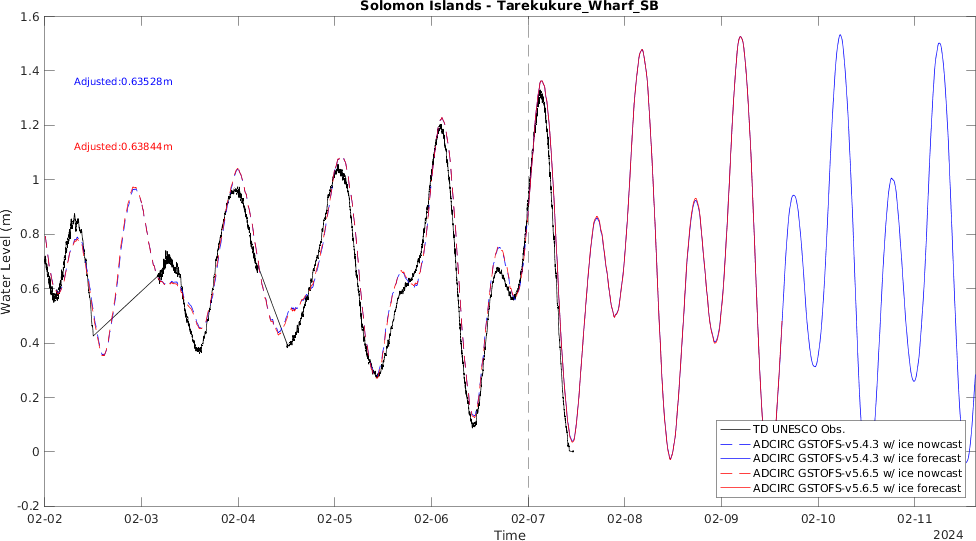 Solomon Islands - Tarekukure_Wharf_SB
1.6
1.4
1.2
1
0.8
0.6
0.4
0.2
0
-0.2
Water Level (m)
Adjusted:0.63528m
Adjusted:0.63844m
TD UNESCO Obs.
ADCIRC GSTOFS-v5.4.3 w/ ice nowcast
ADCIRC GSTOFS-v5.4.3 w/ ice forecast
ADCIRC GSTOFS-v5.6.5 w/ ice nowcast
ADCIRC GSTOFS-v5.6.5 w/ ice forecast
02-02 02-03 02-04 02-05 02-06 02-07 02-08 02-09 02-10 02-11
Time
2024